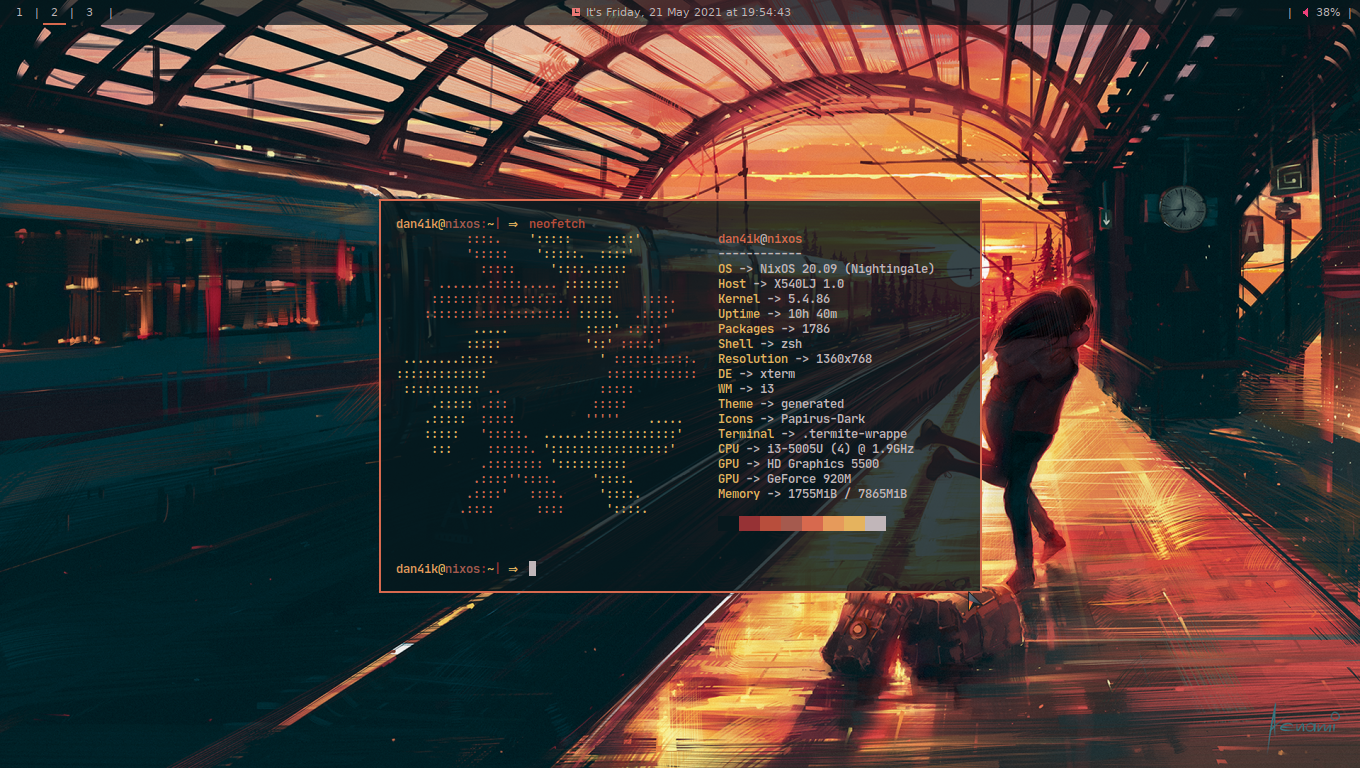 1 | 2 | 3 |
It's Friday, 21 May 2021 at 19:54:43
| 38% |
dan4ik@nixos:~| ⇒ neofetch
dan4ik@nixos
------------
OS -> NixOS 20.09 (Nightingale)
Host -> X540LJ 1.0
Kernel -> 5.4.86
Uptime -> 10h 40m
Packages -> 1786
Shell -> zsh
Resolution -> 1360x768
DE -> xterm
WM -> i3
Theme -> generated
Icons -> Papirus-Dark
Terminal -> .termite-wrappe
CPU -> i3-5005U (4) @ 1.9GHz
GPU -> HD Graphics 5500
GPU -> GeForce 920M
Memory -> 1755MiB / 7865MiB
dan4ik@nixos:~| ⇒
A
Aenami